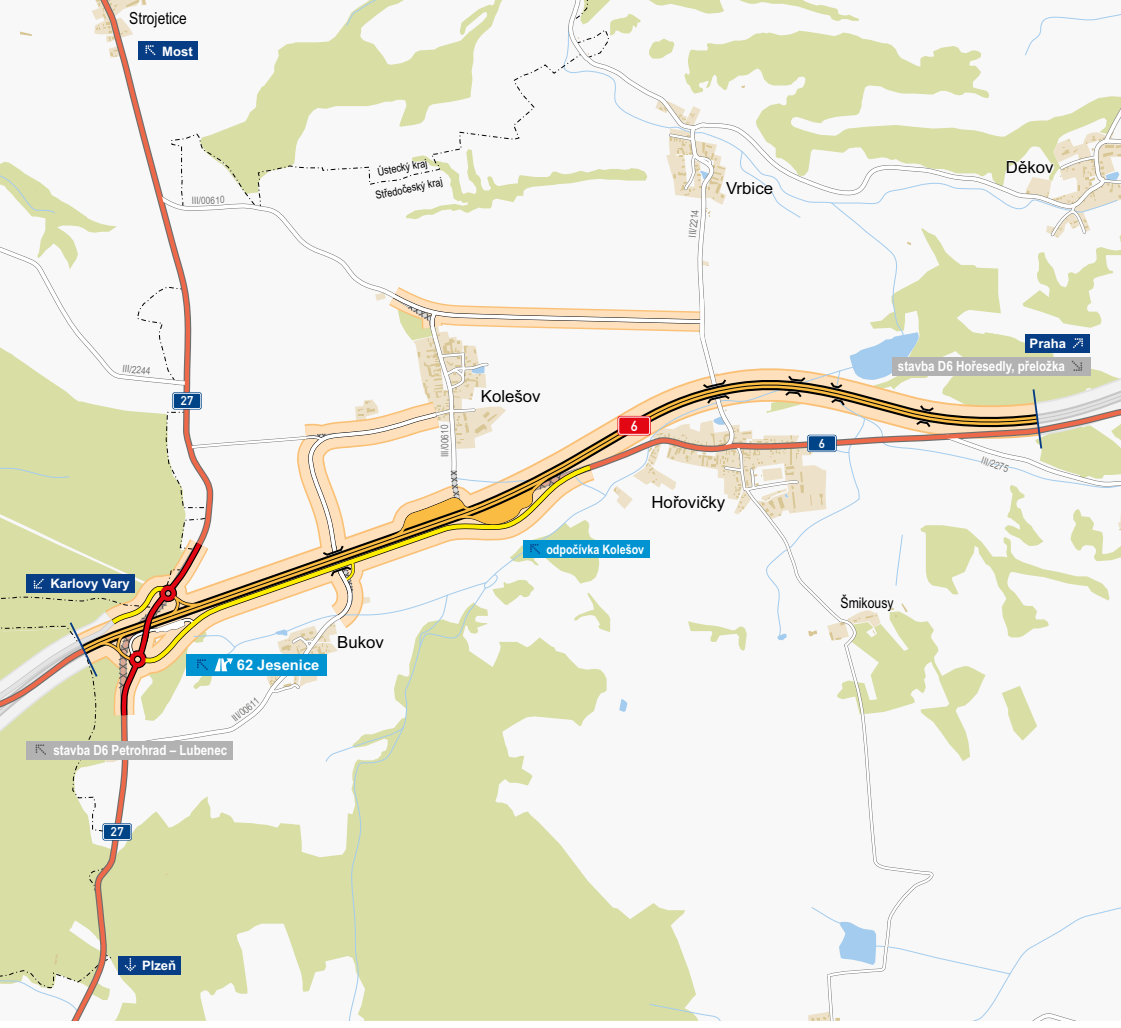 Strojetice
Most
Ústecký kraj
Středočeský kraj
Děkov
Vrbice
III/00610
III/2214
Praha
stavba D6 Hořesedly, přeložka
III/2244
27
Kolešov
6
6
III/00610
III/2275
Hořovičky
odpočívka Kolešov
Karlovy Vary
Šmikousy
Bukov
62 Jesenice
III/00611
stavba D6 Petrohrad – Lubenec
27
Plzeň